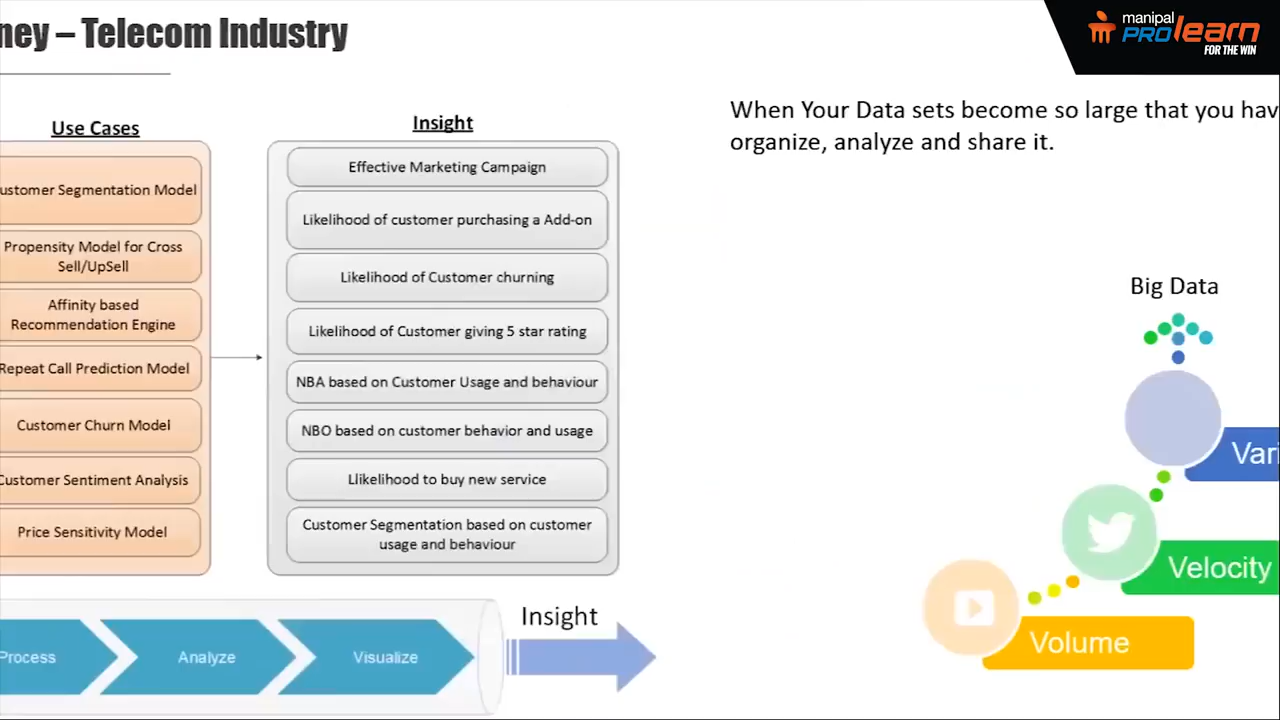 ney – Telecom Industry
manipal
PROlearn
FOR THE WIN
Use Cases
ustomer Segmentation Model
Propensity Model for Cross
Sell/UpSell
Affinity based
Recommendation Engine
Repeat Call Prediction Model
Customer Churn Model
Customer Sentiment Analysis
Price Sensitivity Model
Insight
Effective Marketing Campaign
Likelihood of customer purchasing a Add-on
Likelihood of Customer churning
Likelihood of Customer giving 5 star rating
NBA based on Customer Usage and behaviour
NBO based on customer behavior and usage
Llikelihood to buy new service
Customer Segmentation based on customer
usage and behaviour
Process
Analyze
Visualize
Insight
When Your Data sets become so large that you hav
organize, analyze and share it.
Big Data
Vari
Velocity
Volume